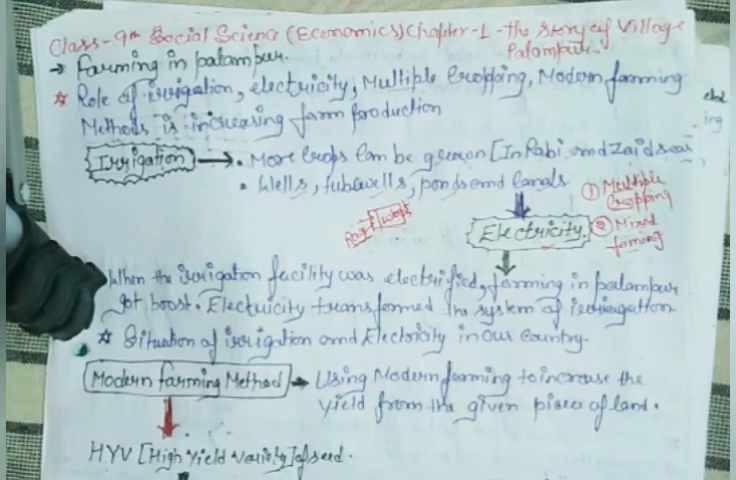 Class-9th Social Science (Economics) Chapter-1-the story of Village
Palampur.
→ Farming in palampur.
☆ Role of irrigation, electricity, Multiple Cropping, Modern farming
Methods is increasing farm production
Irrigation → • More Crops Can be grown [In Rabi and Zaid
• Wells, tubewells, ponds and Canals
① Multiple
Cropping
Electricity.
② Mixed
faming
When the irrigation facility was electrified, farming in palampur
got boost. Electricity transformed the system of irrigation
☆ Situation of irrigation and Electricity in Our Country.
Modern farming Method → Using Modern farming to increase the
yield from the given piece of land.
HYV [High Yield Variety] of seed.